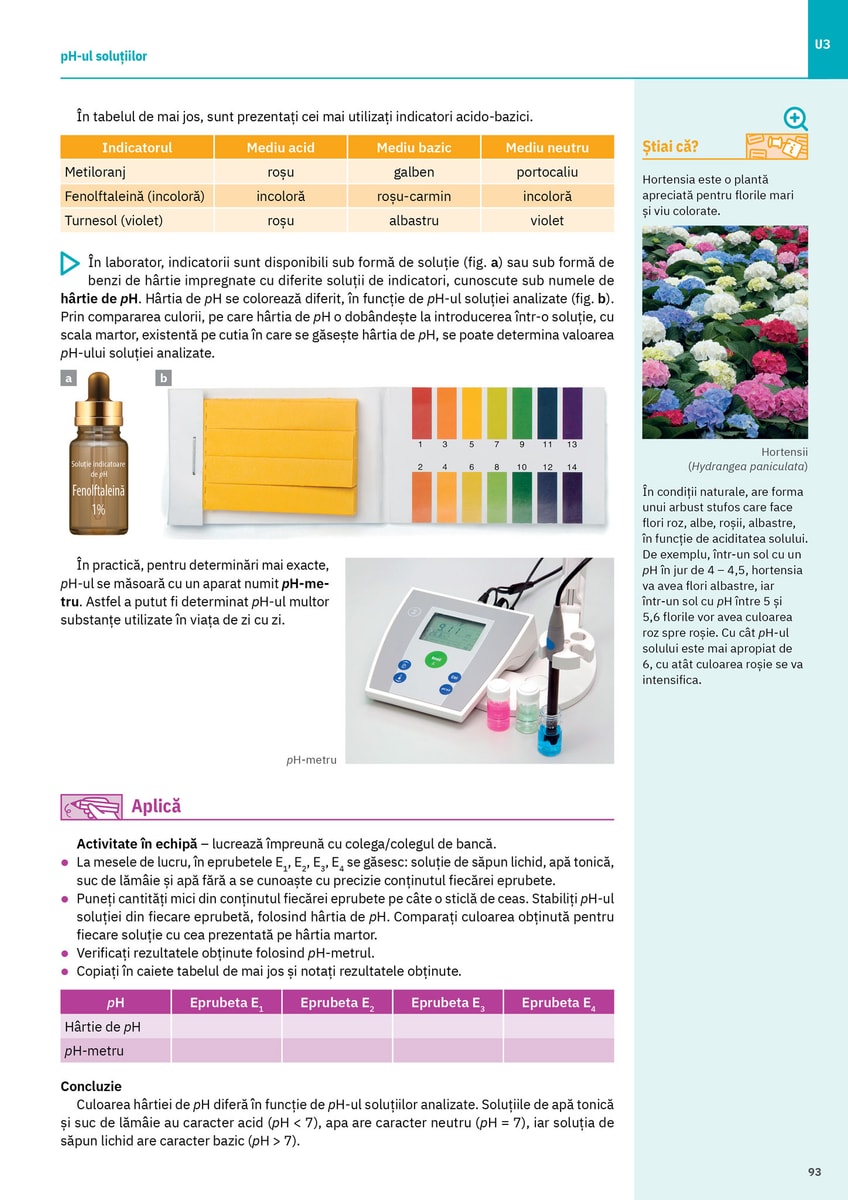 pH-ul soluțiilor
U3
În tabelul de mai jos, sunt prezentați cei mai utilizați indicatori acido-bazici.
Indicatorul Mediu acid Mediu bazic Mediu neutru
Metiloranj roșu galben portocaliu
Fenolftaleină (incoloră) incoloră roșu-carmin incoloră
Turnesol (violet) roșu albastru violet
În laborator, indicatorii sunt disponibili sub formă de soluție (fig. a) sau sub formă de
benzi de hârtie impregnate cu diferite soluții de indicatori, cunoscute sub numele de
hârtie de pH. Hârtia de pH se colorează diferit, în funcție de pH-ul soluției analizate (fig. b).
Prin compararea culorii, pe care hârtia de pH o dobândește la introducerea într-o soluție, cu
scala martor, existentă pe cutia în care se găsește hârtia de pH, se poate determina valoarea
pH-ului soluției analizate.
a
b
Soluție indicatoare
de pH
Fenolftaleină
1%
1 3 5 7 9 11 13
2 4 6 8 10 12 14
În practică, pentru determinări mai exacte,
pH-ul se măsoară cu un aparat numit pH-me-
tru. Astfel a putut fi determinat pH-ul multor
substanțe utilizate în viața de zi cu zi.
pH-metru
Aplică
Activitate în echipă – lucrează împreună cu colega/colegul de bancă.
● La mesele de lucru, în eprubetele E₁, E₂, E₃, E₄ se găsesc: soluție de săpun lichid, apă tonică,
suc de lămâie și apă fără a se cunoaște cu precizie conținutul fiecărei eprubete.
● Puneți cantități mici din conținutul fiecărei eprubete pe câte o sticlă de ceas. Stabiliți pH-ul
soluției din fiecare eprubetă, folosind hârtia de pH. Comparați culoarea obținută pentru
fiecare soluție cu cea prezentată pe hârtia martor.
● Verificați rezultatele obținute folosind pH-metrul.
● Copiați în caiete tabelul de mai jos și notați rezultatele obținute.
pH Eprubeta E₁ Eprubeta E₂ Eprubeta E₃ Eprubeta E₄
Hârtie de pH
pH-metru
Concluzie
Culoarea hârtiei de pH diferă în funcție de pH-ul soluțiilor analizate. Soluțiile de apă tonică
și suc de lămâie au caracter acid (pH < 7), apa are caracter neutru (pH = 7), iar soluția de
săpun lichid are caracter bazic (pH > 7).
Știai că?
Hortensia este o plantă
apreciată pentru florile mari
și viu colorate.
Hortensii
(Hydrangea paniculata)
În condiții naturale, are forma
unui arbust stufos care face
flori roz, albe, roșii, albastre,
în funcție de aciditatea solului.
De exemplu, într-un sol cu un
pH în jur de 4 – 4,5, hortensia
va avea flori albastre, iar
într-un sol cu pH între 5 și
5,6 florile vor avea culoarea
roz spre roșie. Cu cât pH-ul
solului este mai apropiat de
6, cu atât culoarea roșie se va
intensifica.
93